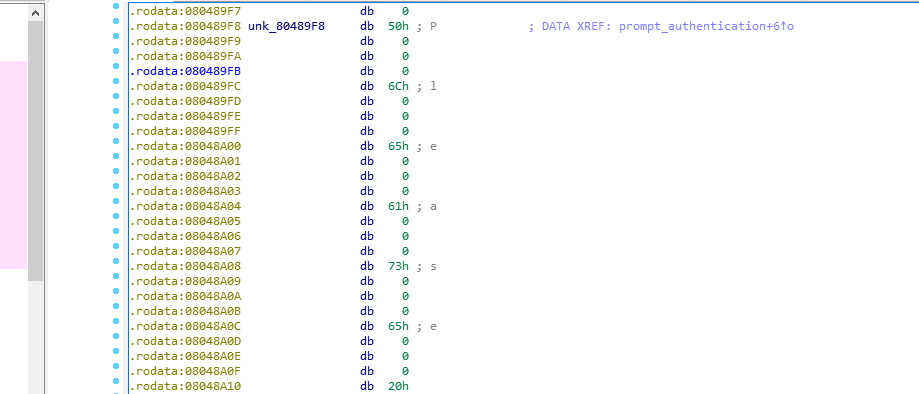 .rodata:080489F7 db 0
.rodata:080489F8 unk_80489F8 db 50h ; P ; DATA XREF: prompt_authentication+6↑o
.rodata:080489F9 db 0
.rodata:080489FA db 0
.rodata:080489FB db 0
.rodata:080489FC db 6Ch ; l
.rodata:080489FD db 0
.rodata:080489FE db 0
.rodata:080489FF db 0
.rodata:08048A00 db 65h ; e
.rodata:08048A01 db 0
.rodata:08048A02 db 0
.rodata:08048A03 db 0
.rodata:08048A04 db 61h ; a
.rodata:08048A05 db 0
.rodata:08048A06 db 0
.rodata:08048A07 db 0
.rodata:08048A08 db 73h ; s
.rodata:08048A09 db 0
.rodata:08048A0A db 0
.rodata:08048A0B db 0
.rodata:08048A0C db 65h ; e
.rodata:08048A0D db 0
.rodata:08048A0E db 0
.rodata:08048A0F db 0
.rodata:08048A10 db 20h